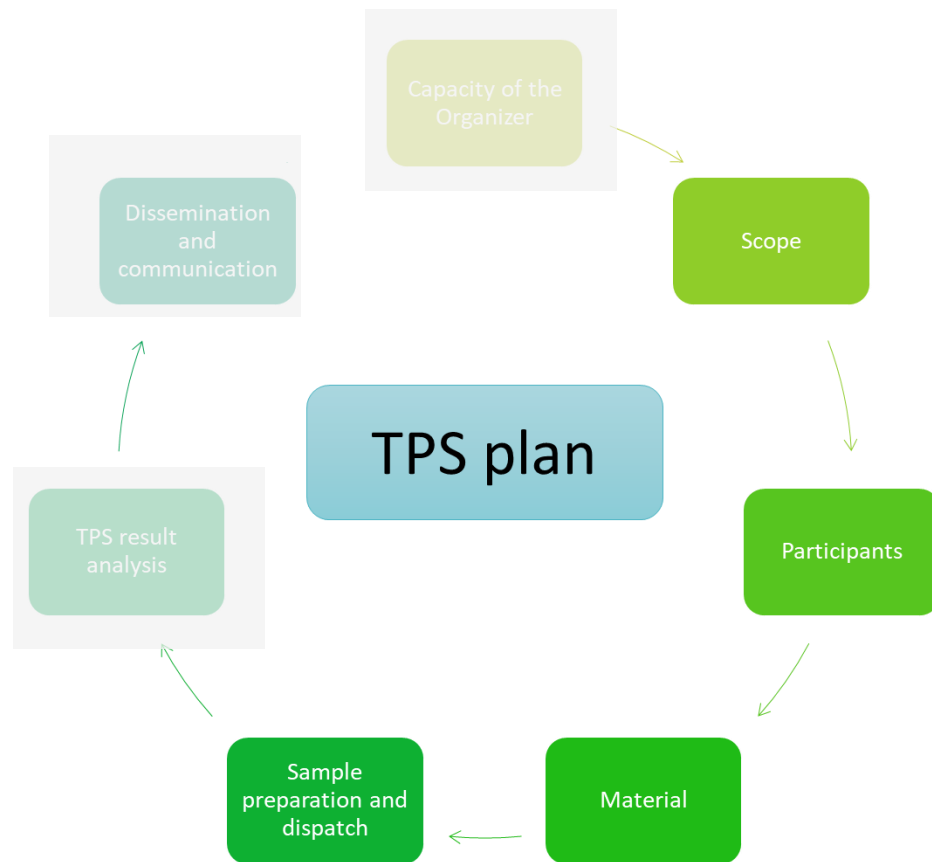 Capacity of the
Organizer
Scope
Participants
Material
Sample
preparation and
dispatch
TPS result
analysis
Dissemination
and
communication
TPS plan